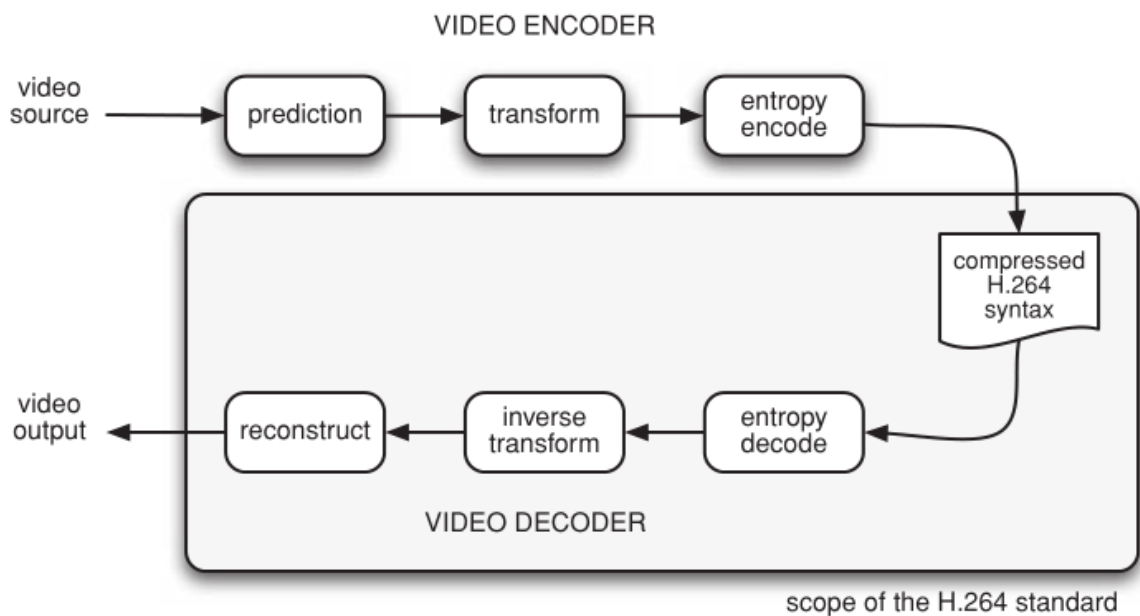 VIDEO ENCODER
video
source
prediction
transform
entropy
encode
compressed
H.264
syntax
video
output
reconstruct
inverse
transform
entropy
decode
VIDEO DECODER
scope of the H.264 standard